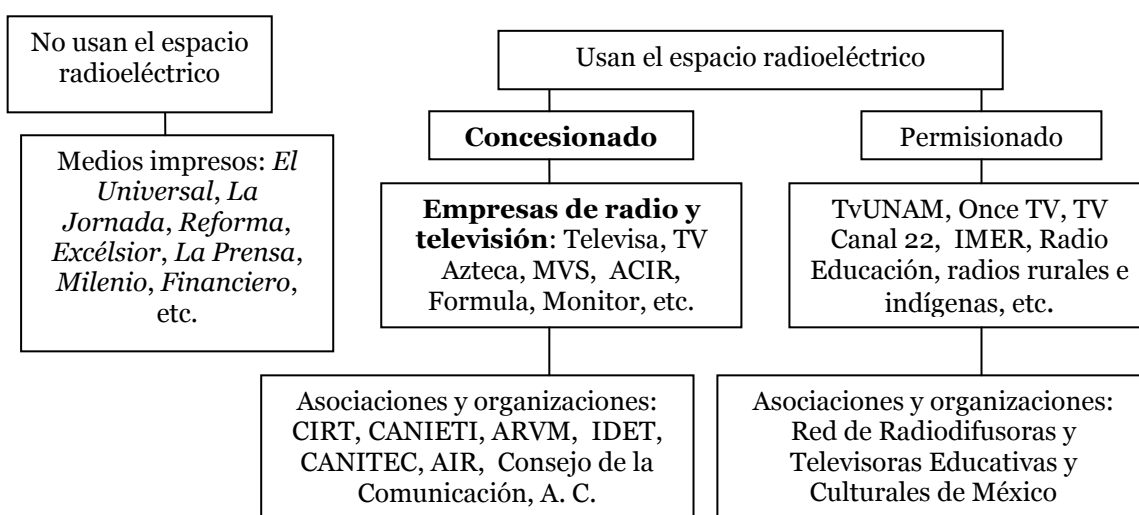 No usan el espacio
radioeléctrico
Medios impresos: El
Universal, La
Jornada, Reforma,
Excélsior, La Prensa,
Milenio, Financiero,
etc.
Usan el espacio radioeléctrico
Concesionado
Empresas de radio y
televisión: Televisa, TV
Azteca, MVS, ACIR,
Formula, Monitor, etc.
Asociaciones y organizaciones:
CIRT, CANIETI, ARVM, IDET,
CANITEC, AIR, Consejo de la
Comunicación, A. C.
Permisionado
TvUNAM, Once TV, TV
Canal 22, IMER, Radio
Educación, radios rurales e
indígenas, etc.
Asociaciones y organizaciones:
Red de Radiodifusoras y
Televisoras Educativas y
Culturales de México